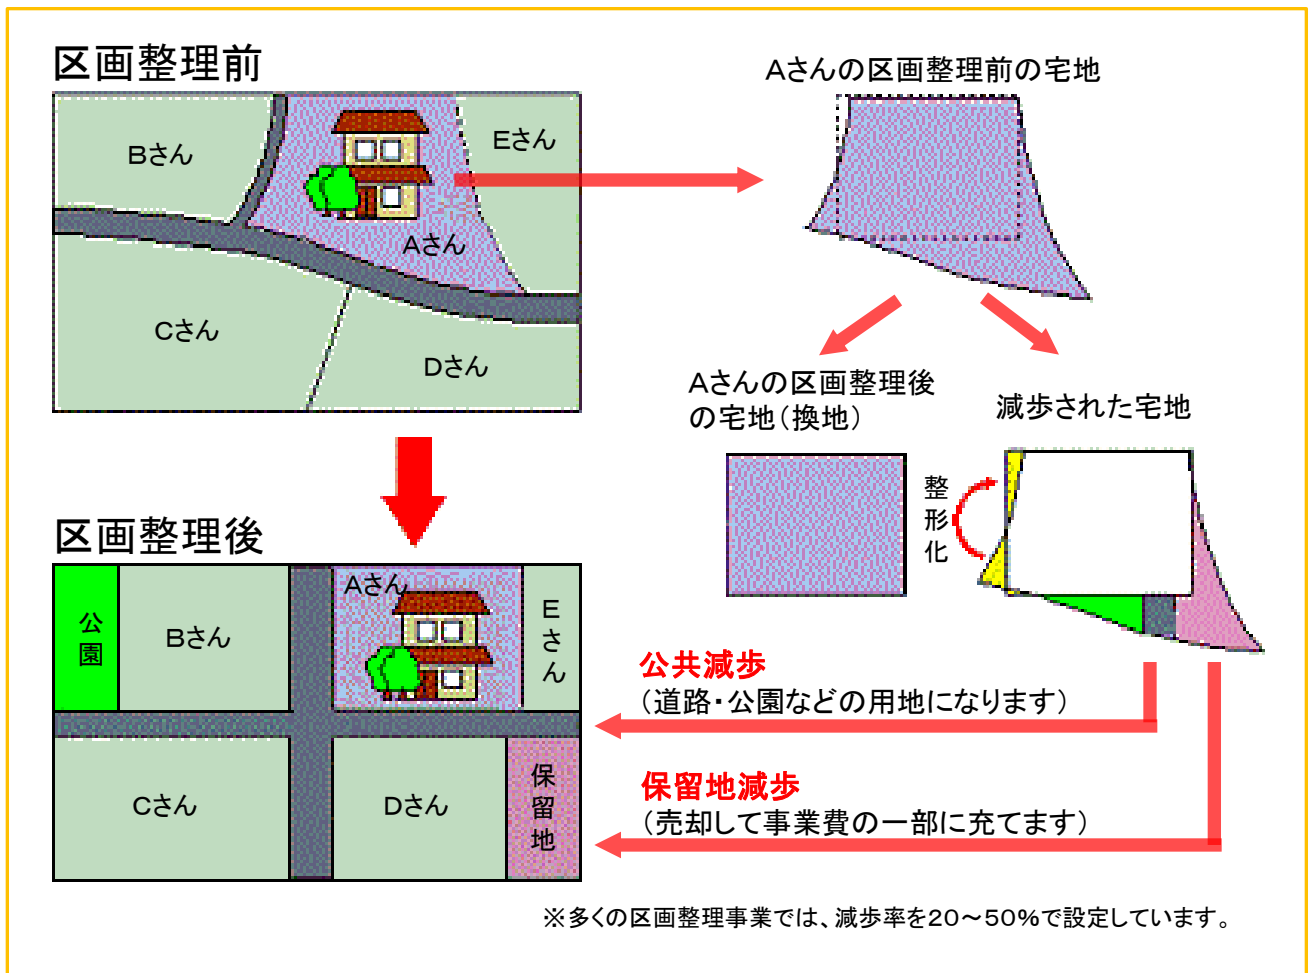 区画整理前
Aさんの区画整理前の宅地
Bさん
Eさん
Aさん
Cさん
Dさん
Aさんの区画整理後
の宅地(換地)
減歩された宅地
整形化
区画整理後
公園
Bさん
Aさん
Eさん
公共減歩
(道路・公園などの用地になります)
Cさん
Dさん
保留地
保留地減歩
(売却して事業費の一部に充てます)
※多くの区画整理事業では、減歩率を20~50%で設定しています。